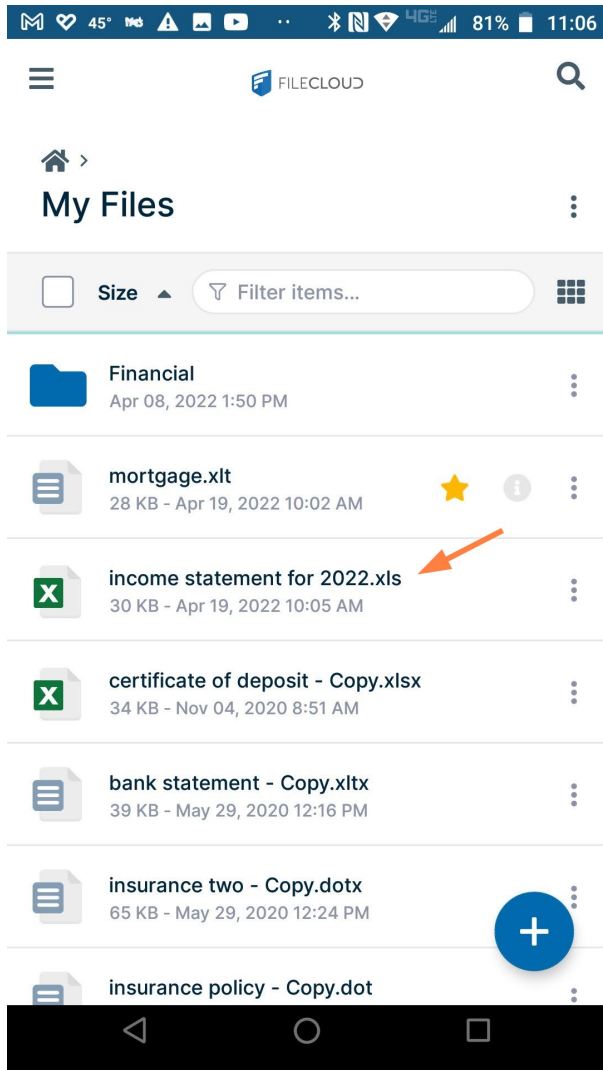 45° 4G 81% 11:06
FILECLOUD
My Files
Size Filter items...
Financial
Apr 08, 2022 1:50 PM
mortgage.xlt
28 KB - Apr 19, 2022 10:02 AM
income statement for 2022.xls
30 KB - Apr 19, 2022 10:05 AM
certificate of deposit - Copy.xlsx
34 KB - Nov 04, 2020 8:51 AM
bank statement - Copy.xltx
39 KB - May 29, 2020 12:16 PM
insurance two - Copy.dotx
65 KB - May 29, 2020 12:24 PM
insurance policy - Copy.dot